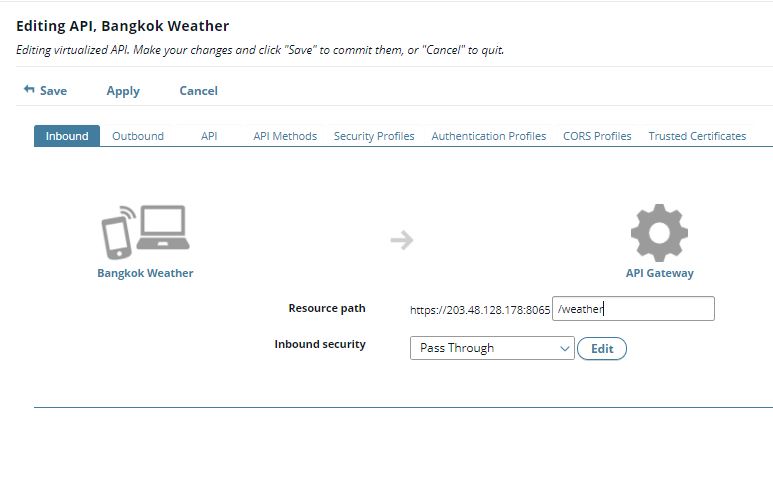 Editing API, Bangkok Weather
Editing virtualized API. Make your changes and click "Save" to commit them, or "Cancel" to quit.
Save Apply Cancel
Inbound Outbound API API Methods Security Profiles Authentication Profiles CORS Profiles Trusted Certificates
Bangkok Weather API Gateway
Resource path https://203.48.128.178:8065 /weather
Inbound security Pass Through Edit